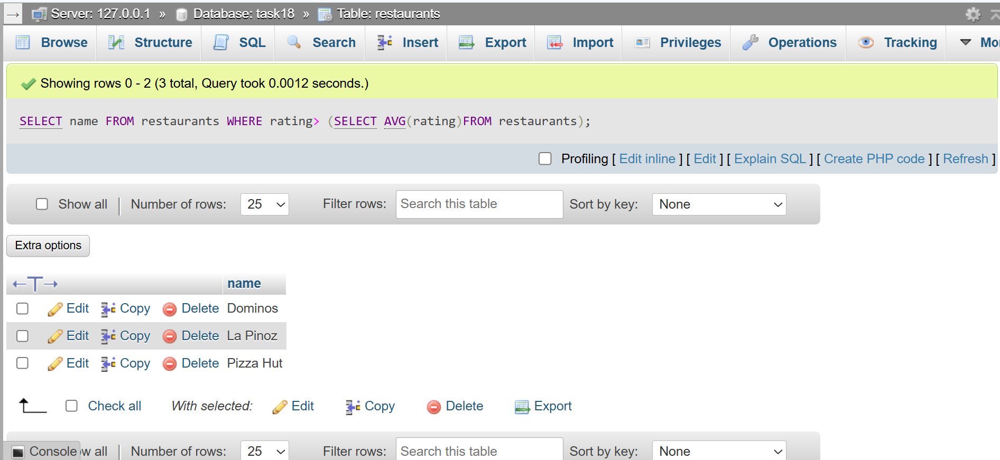 → Server: 127.0.0.1 » Database: task18 » Table: restaurants
Browse Structure SQL Search Insert Export Import Privileges Operations Tracking Mo
Showing rows 0 - 2 (3 total, Query took 0.0012 seconds.)
SELECT name FROM restaurants WHERE rating> (SELECT AVG(rating)FROM restaurants);
Profiling [ Edit inline ] [ Edit ] [ Explain SQL ] [ Create PHP code ] [ Refresh ]
Show all | Number of rows: 25 Filter rows: Search this table Sort by key: None
Extra options
←T→ name
Edit Copy Delete Dominos
Edit Copy Delete La Pinoz
Edit Copy Delete Pizza Hut
Check all With selected: Edit Copy Delete Export
Console w all | Number of rows: 25 Filter rows: Search this table Sort by key: None